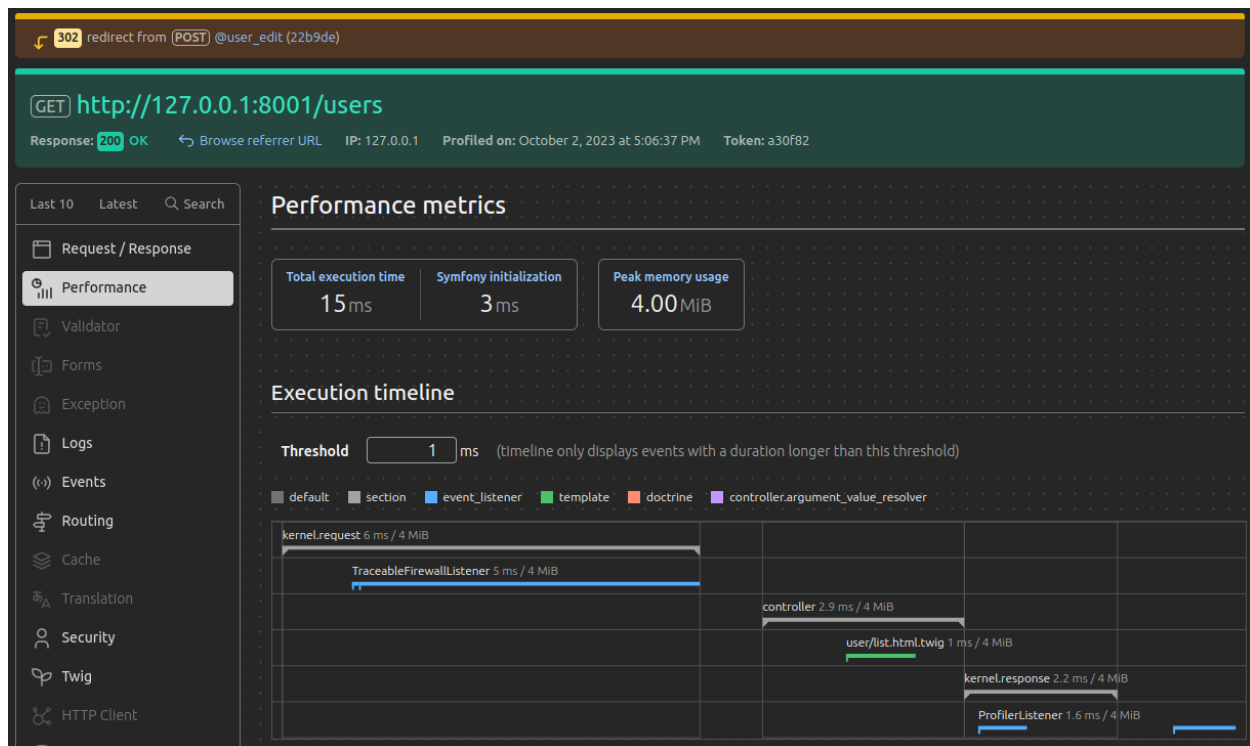 302 redirect from POST @user_edit (22b9de)
GET http://127.0.0.1:8001/users
Response: 200 OK Browse referrer URL IP: 127.0.0.1 Profiled on: October 2, 2023 at 5:06:37 PM Token: a30f82
Last 10 Latest Search
Request / Response
Performance
Validator
Forms
Exception
Logs
Events
Routing
Cache
Translation
Security
Twig
HTTP Client
Performance metrics
Total execution time Symfony initialization Peak memory usage
15 ms 3 ms 4.00 MiB
Execution timeline
Threshold 1 ms (timeline only displays events with a duration longer than this threshold)
default section event_listener template doctrine controller.argument_value_resolver
kernel.request 6 ms / 4 MiB
TraceableFirewallListener 5 ms / 4 MiB
controller 2.9 ms / 4 MiB
user/list.html.twig 1 ms / 4 MiB
kernel.response 2.2 ms / 4 MiB
ProfilerListener 1.6 ms / 4 MiB